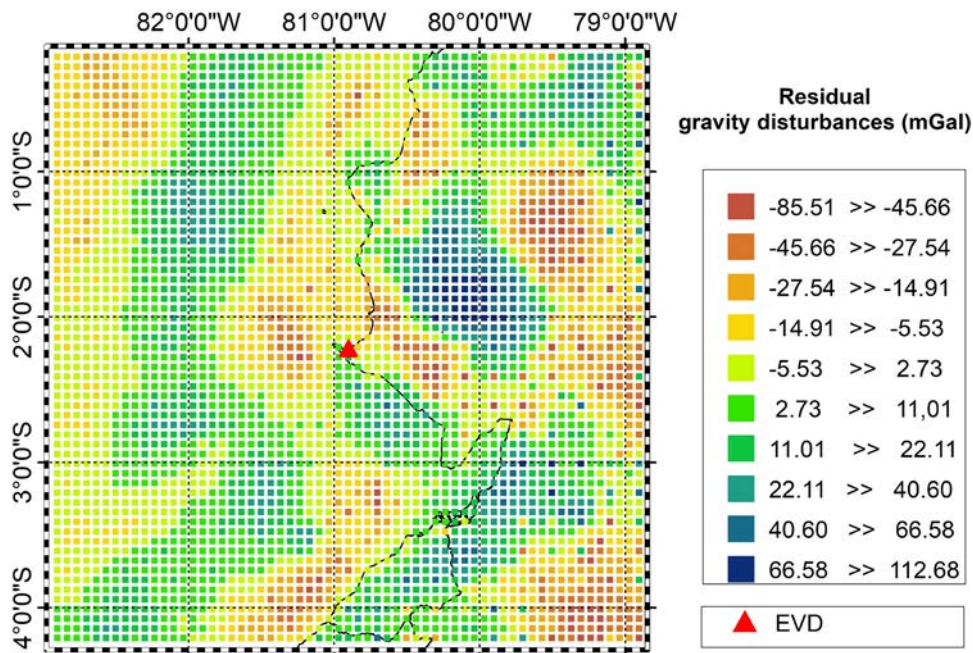 82°0'0"W 81°0'0"W 80°0'0"W 79°0'0"W
1°0'0"S
2°0'0"S
3°0'0"S
4°0'0"S
Residual
gravity disturbances (mGal)
-85.51 >> -45.66
-45.66 >> -27.54
-27.54 >> -14.91
-14.91 >> -5.53
-5.53 >> 2.73
2.73 >> 11,01
11.01 >> 22.11
22.11 >> 40.60
40.60 >> 66.58
66.58 >> 112.68
EVD